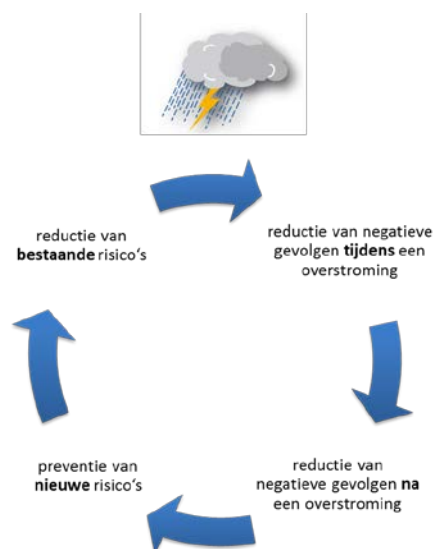 reductie van
bestaande risico‘s
reductie van negatieve
gevolgen tijdens een
overstroming
reductie van
negatieve gevolgen na
een overstroming
preventie van
nieuwe risico‘s